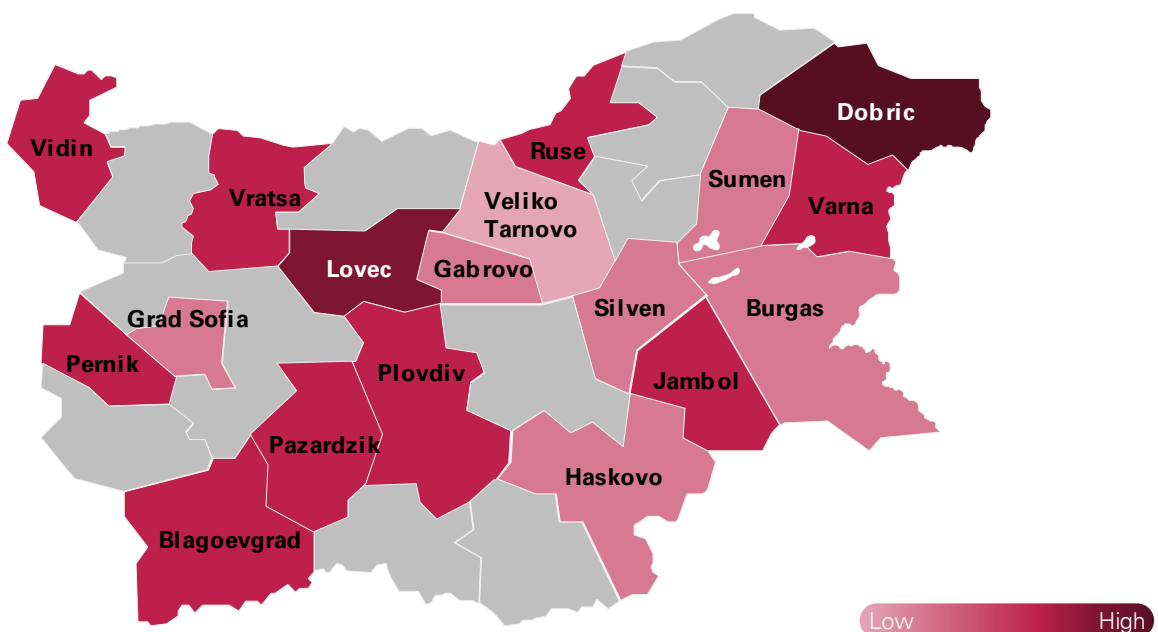 Dobric
Vidin
Ruse
Sumen
Vratsa
Veliko
Tarnovo
Varna
Lovec
Gabrovo
Silven
Burgas
Grad Sofia
Pernik
Plovdiv
Jambol
Pazardzik
Haskovo
Blagoevgrad
Low High